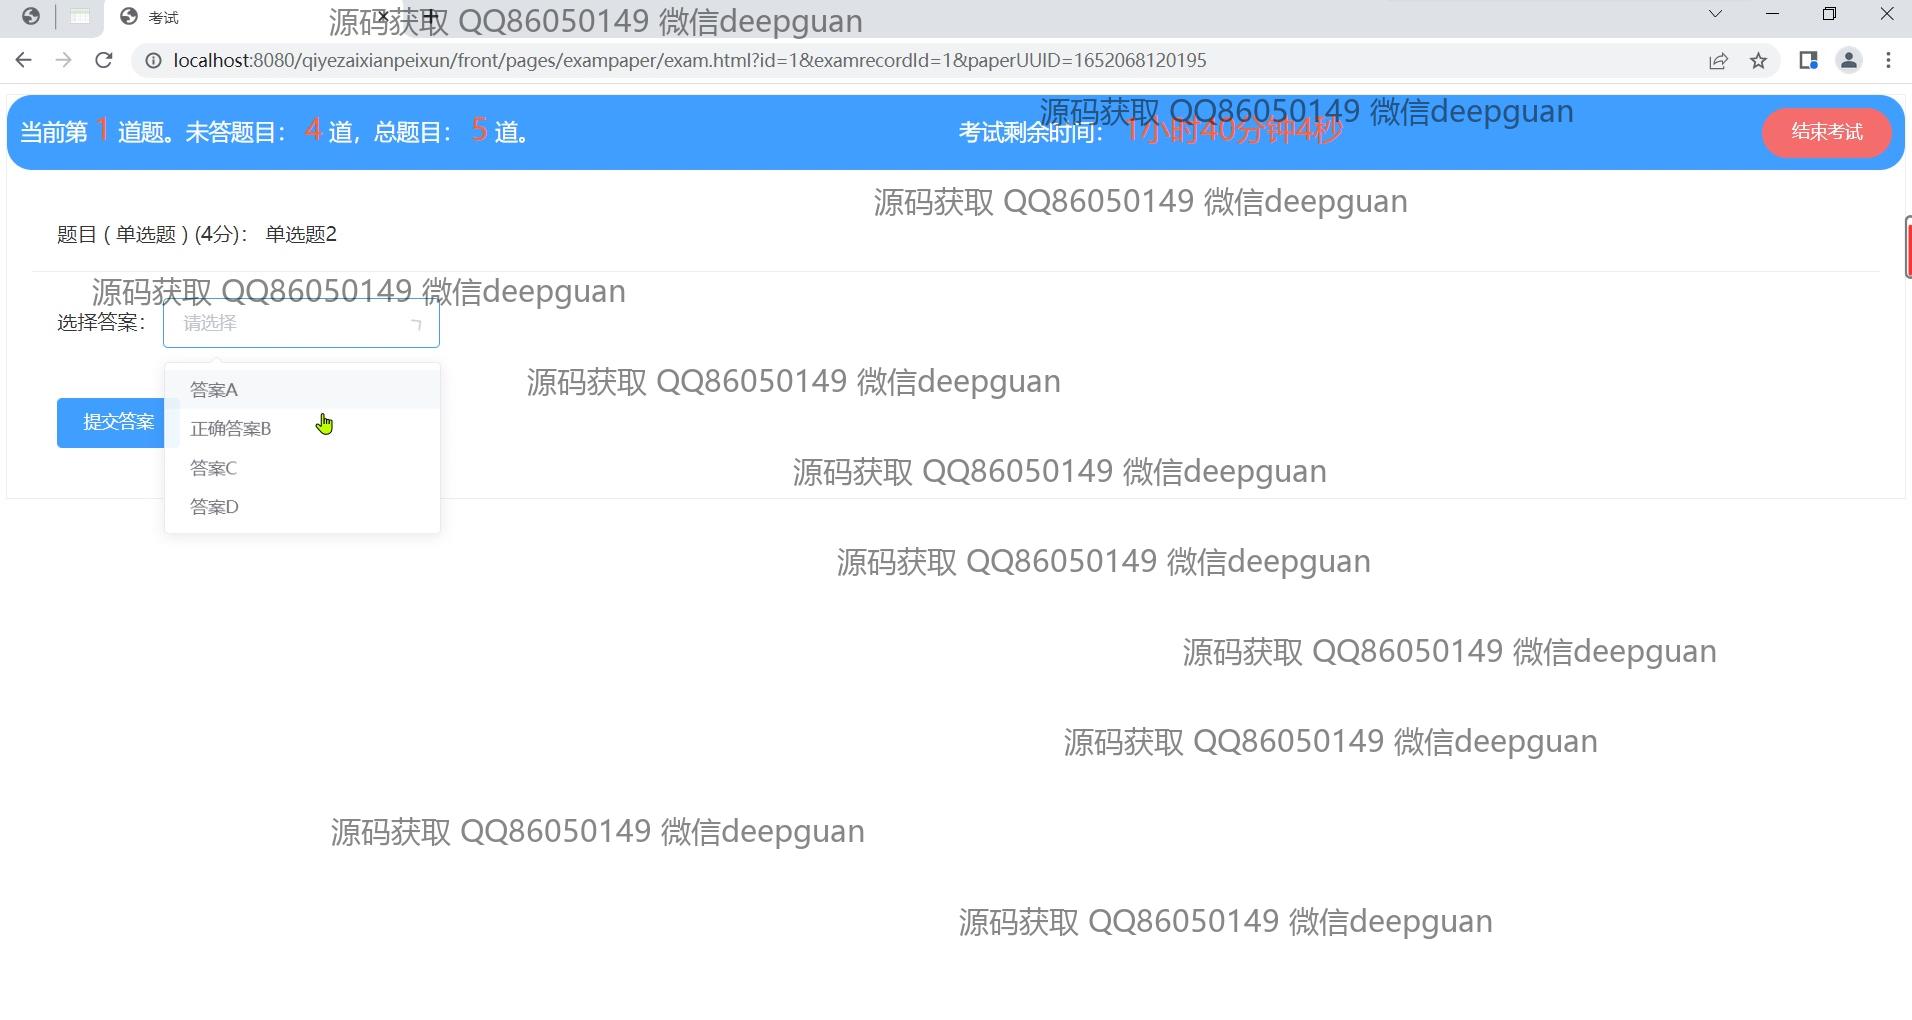 考试
源码获取 QQ86050149 微信deepguan
localhost:8080/qiyezaixianpeixun/front/pages/exampaper/exam.html?id=1&examrecordId=1&paperUUID=1652068120195
源码获取 QQ86050149 微信deepguan
当前第 1 道题。未答题目： 4 道，总题目： 5 道。
考试剩余时间： 1小时40分钟4秒
结束考试
源码获取 QQ86050149 微信deepguan
题目 ( 单选题 ) (4分)： 单选题2
源码获取 QQ86050149 微信deepguan
选择答案： 请选择
源码获取 QQ86050149 微信deepguan
答案A
提交答案
正确答案B
答案C
源码获取 QQ86050149 微信deepguan
答案D
源码获取 QQ86050149 微信deepguan
源码获取 QQ86050149 微信deepguan
源码获取 QQ86050149 微信deepguan
源码获取 QQ86050149 微信deepguan
源码获取 QQ86050149 微信deepguan